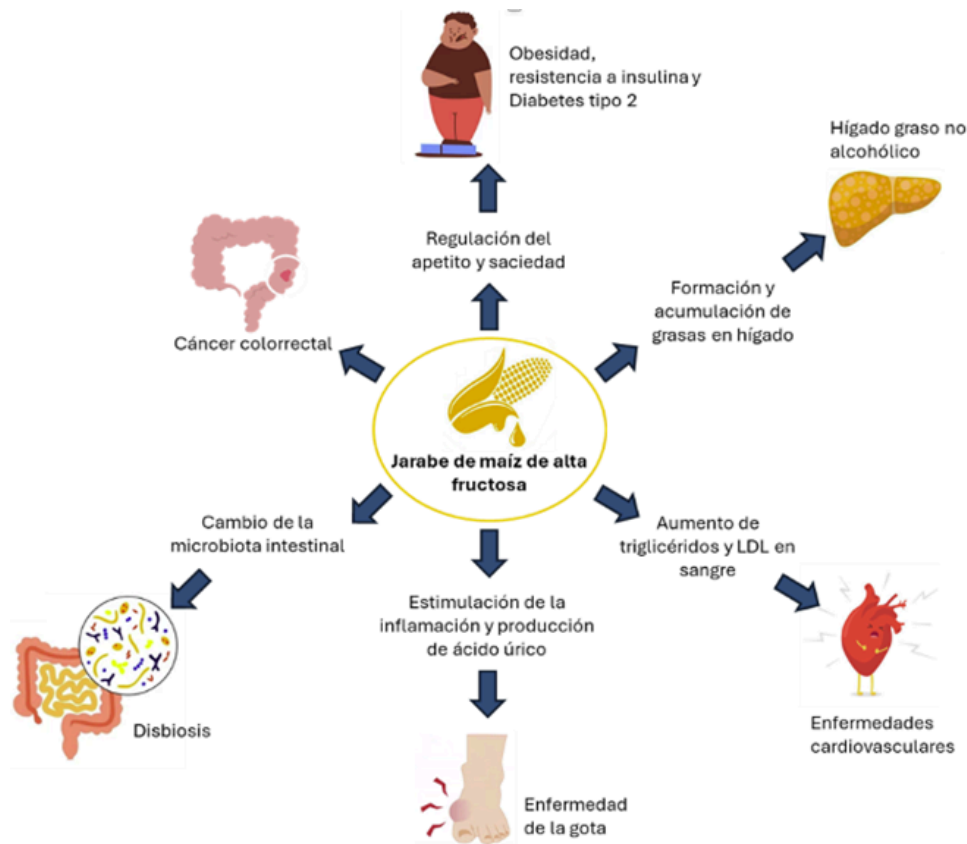 Obesidad,
resistencia a insulina y
Diabetes tipo 2
Hígado graso no
alcohólico
Regulación del
apetito y saciedad
Formación y
acumulación de
grasas en hígado
Cáncer colorrectal
Jarabe de maíz de alta
fructosa
Cambio de la
microbiota intestinal
Aumento de
triglicéridos y LDL en
sangre
Estimulación de la
inflamación y producción
de ácido úrico
Disbiosis
Enfermedades
cardiovasculares
Enfermedad
de la gota